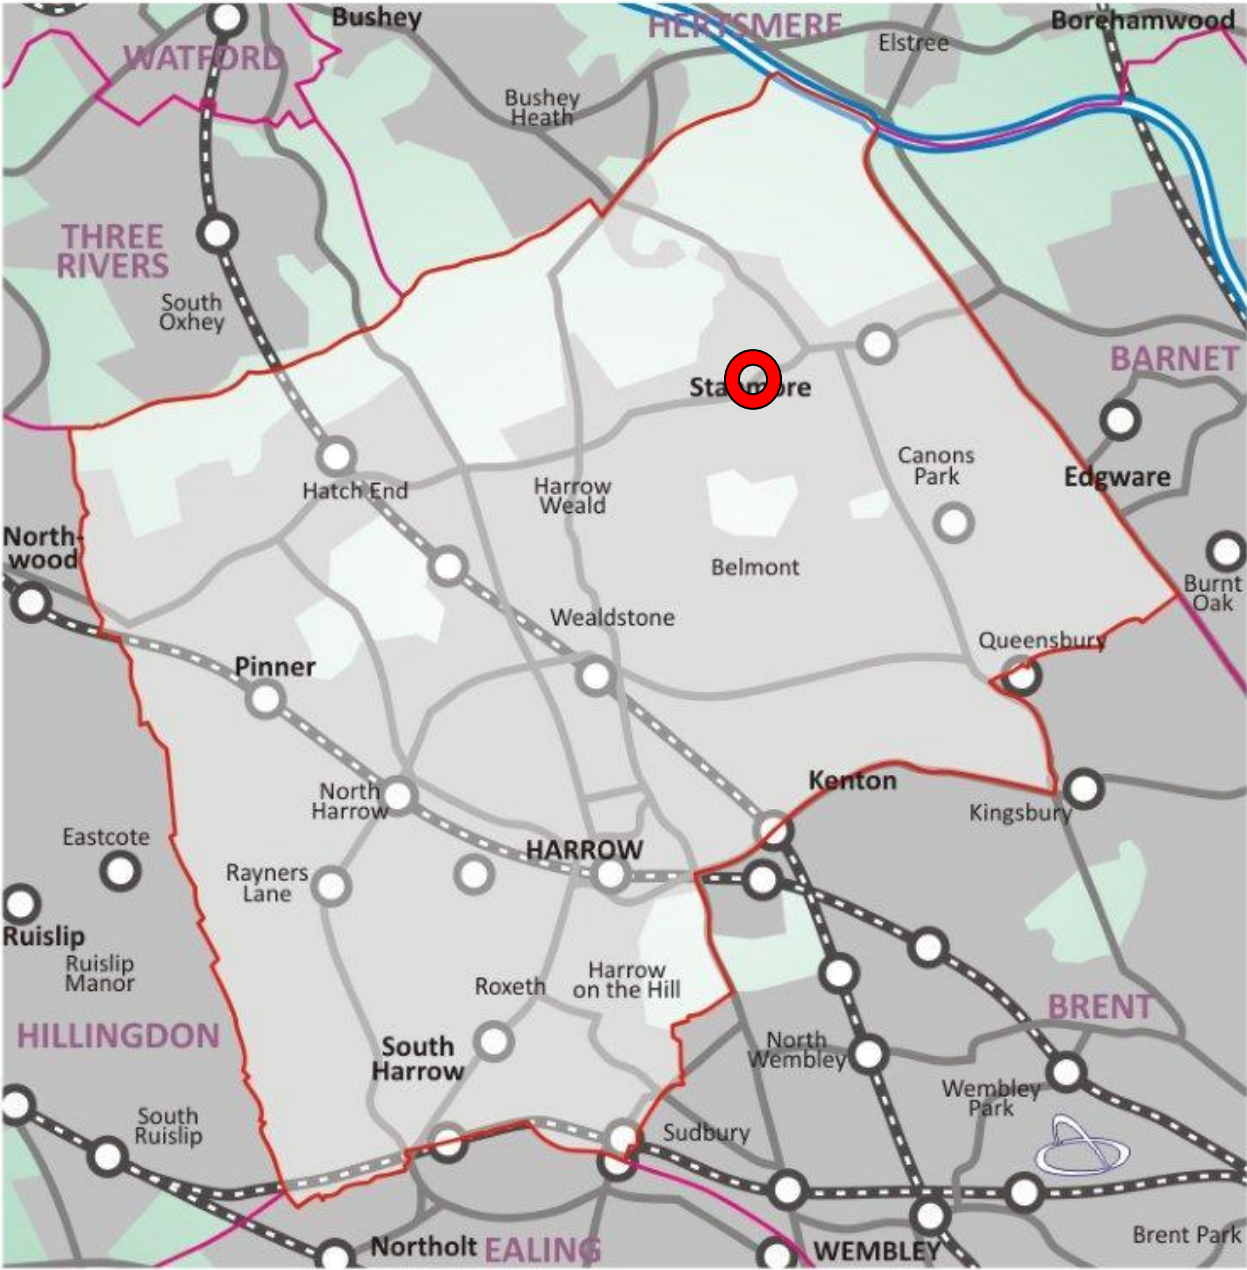 Bushey
HERTSMERE
Borehamwood
WATFORD
Elstree
Bushey
Heath
THREE
RIVERS
South
Oxhey
BARNET
Stanmore
Canons
Park
Edgware
Hatch End
Harrow
Weald
North-
wood
Belmont
Burnt
Oak
Wealdstone
Queensbury
Pinner
Kenton
North
Harrow
Kingsbury
Eastcote
HARROW
Rayners
Lane
Ruislip
Ruislip
Manor
Roxeth
Harrow
on the Hill
BRENT
HILLINGDON
South
Harrow
North
Wembley
Wembley
Park
South
Ruislip
Sudbury
Northolt
EALING
WEMBLEY
Brent Park